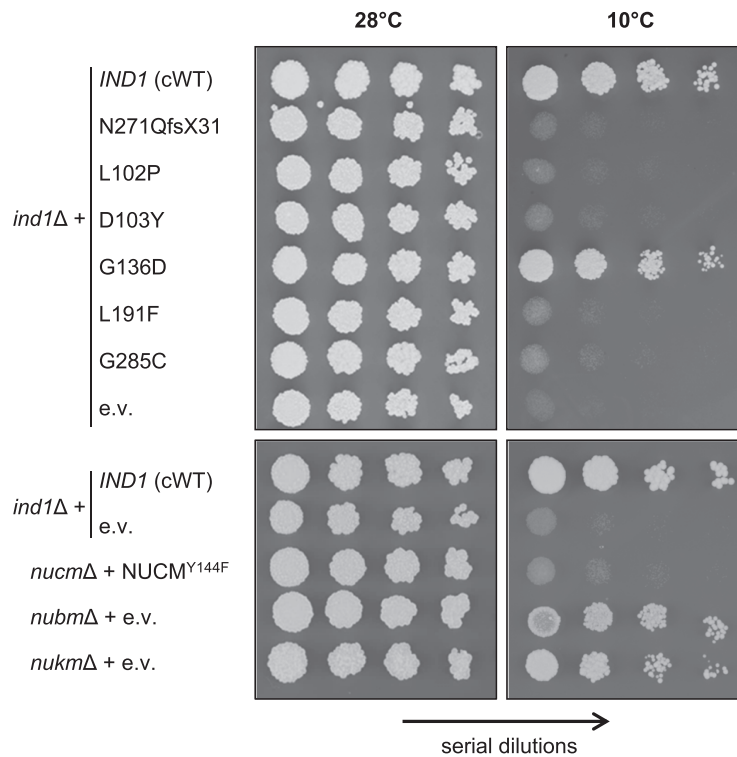 28°C 10°C
IND1 (cWT)
N271QfsX31
L102P
ind1Δ + D103Y
G136D
L191F
G285C
e.v.
IND1 (cWT)
ind1Δ +
e.v.
nucmΔ + NUCMY144F
nubmΔ + e.v.
nukmΔ + e.v.
serial dilutions